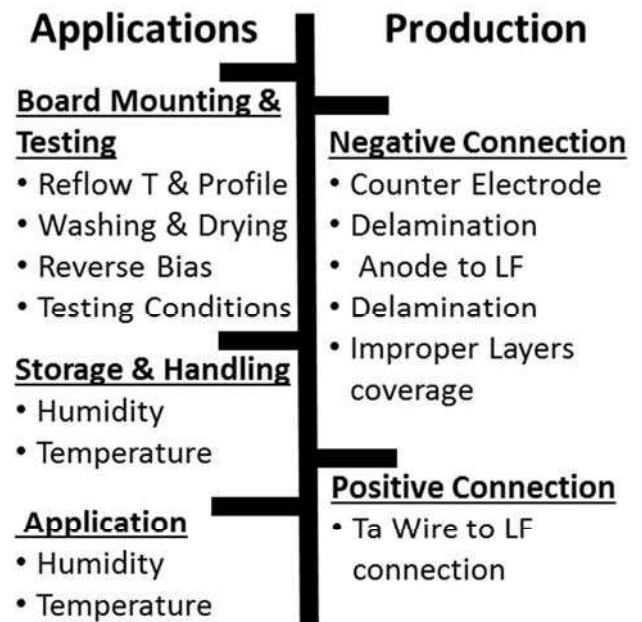 Applications
Board Mounting &
Testing
• Reflow T & Profile
• Washing & Drying
• Reverse Bias
• Testing Conditions
Storage & Handling
• Humidity
• Temperature
Application
• Humidity
• Temperature
Production
Negative Connection
• Counter Electrode
• Delamination
• Anode to LF
• Delamination
• Improper Layers
coverage
Positive Connection
• Ta Wire to LF
connection